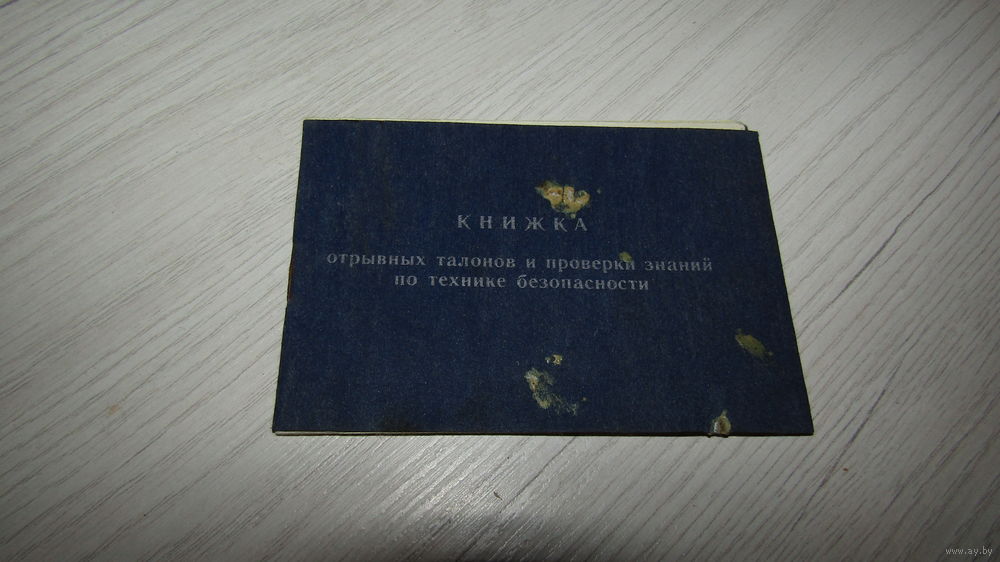 КНИЖКА
отрывных талонов и проверки знаний
по технике безопасности
www.ay.by